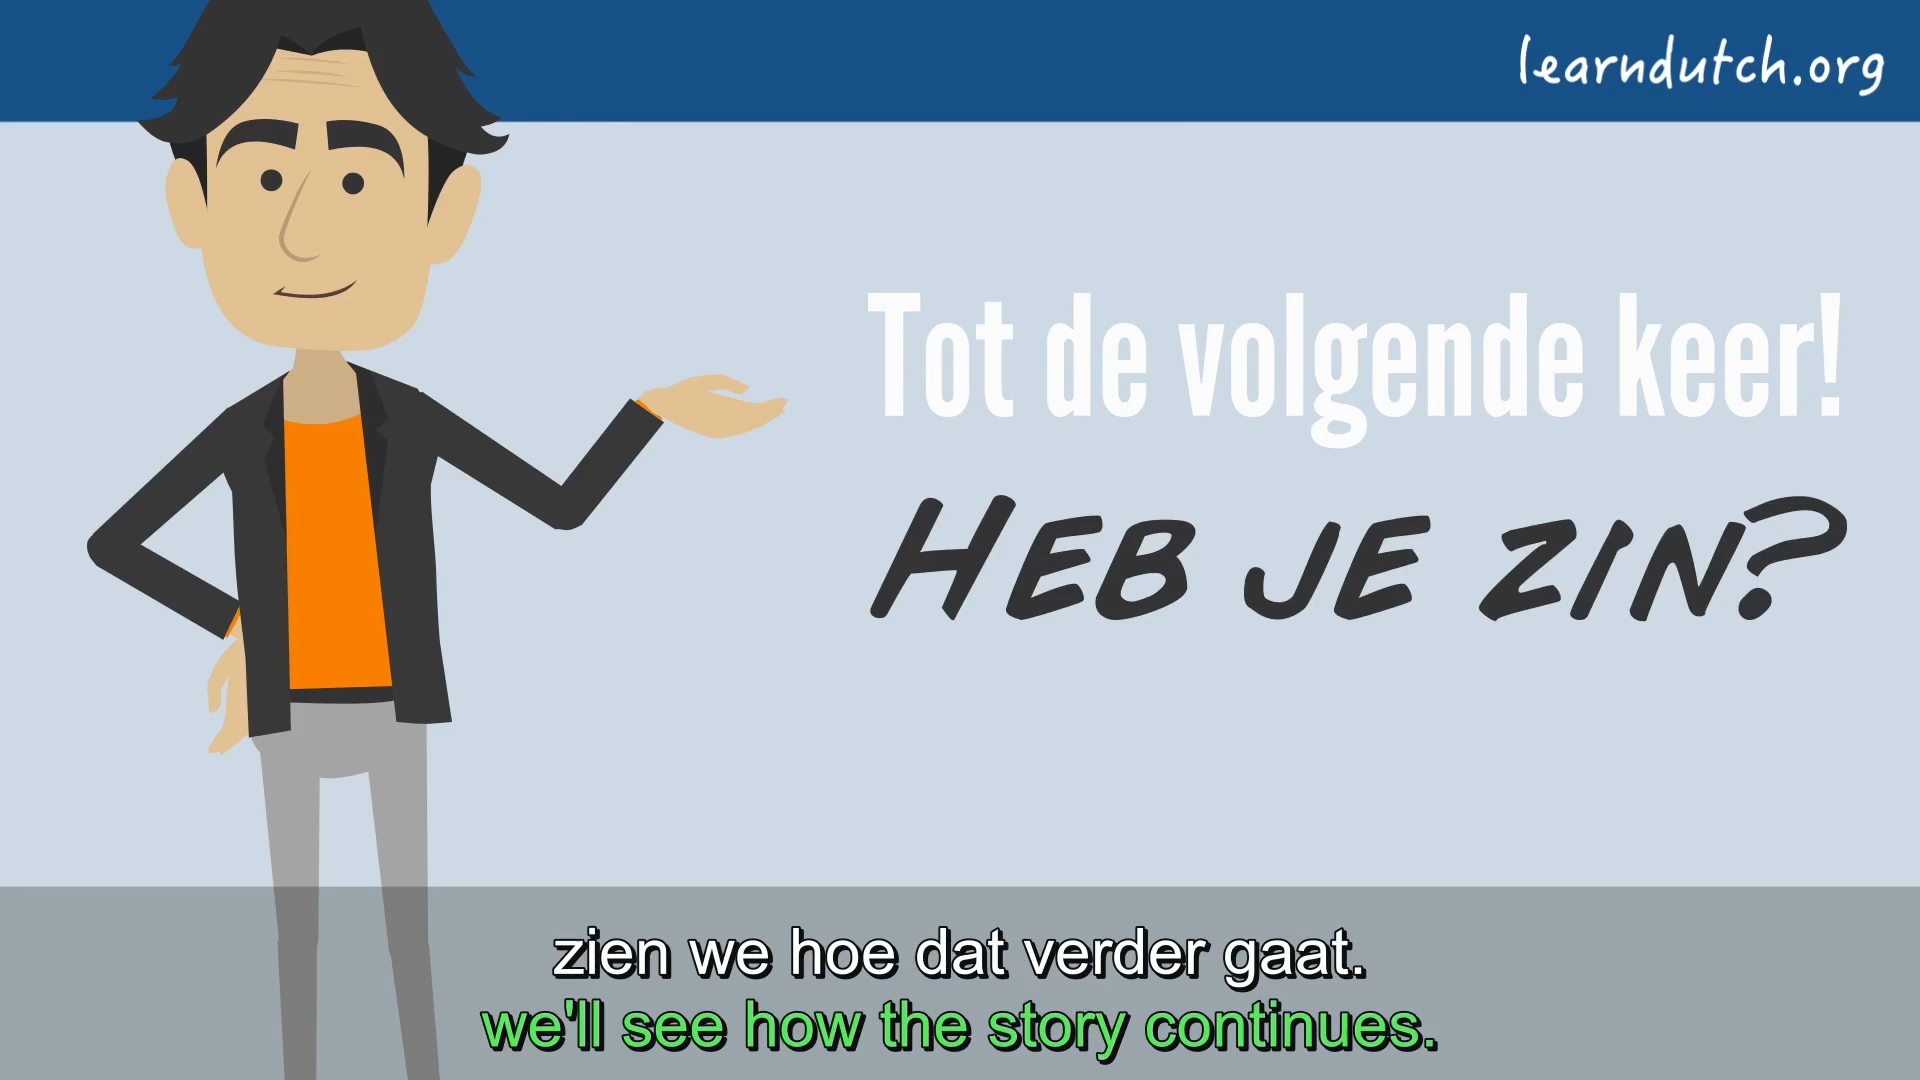 learndutch.org
Tot de volgende keer!
HEB JE ZIN?
zien we hoe dat verder gaat.
we'll see how the story continues.